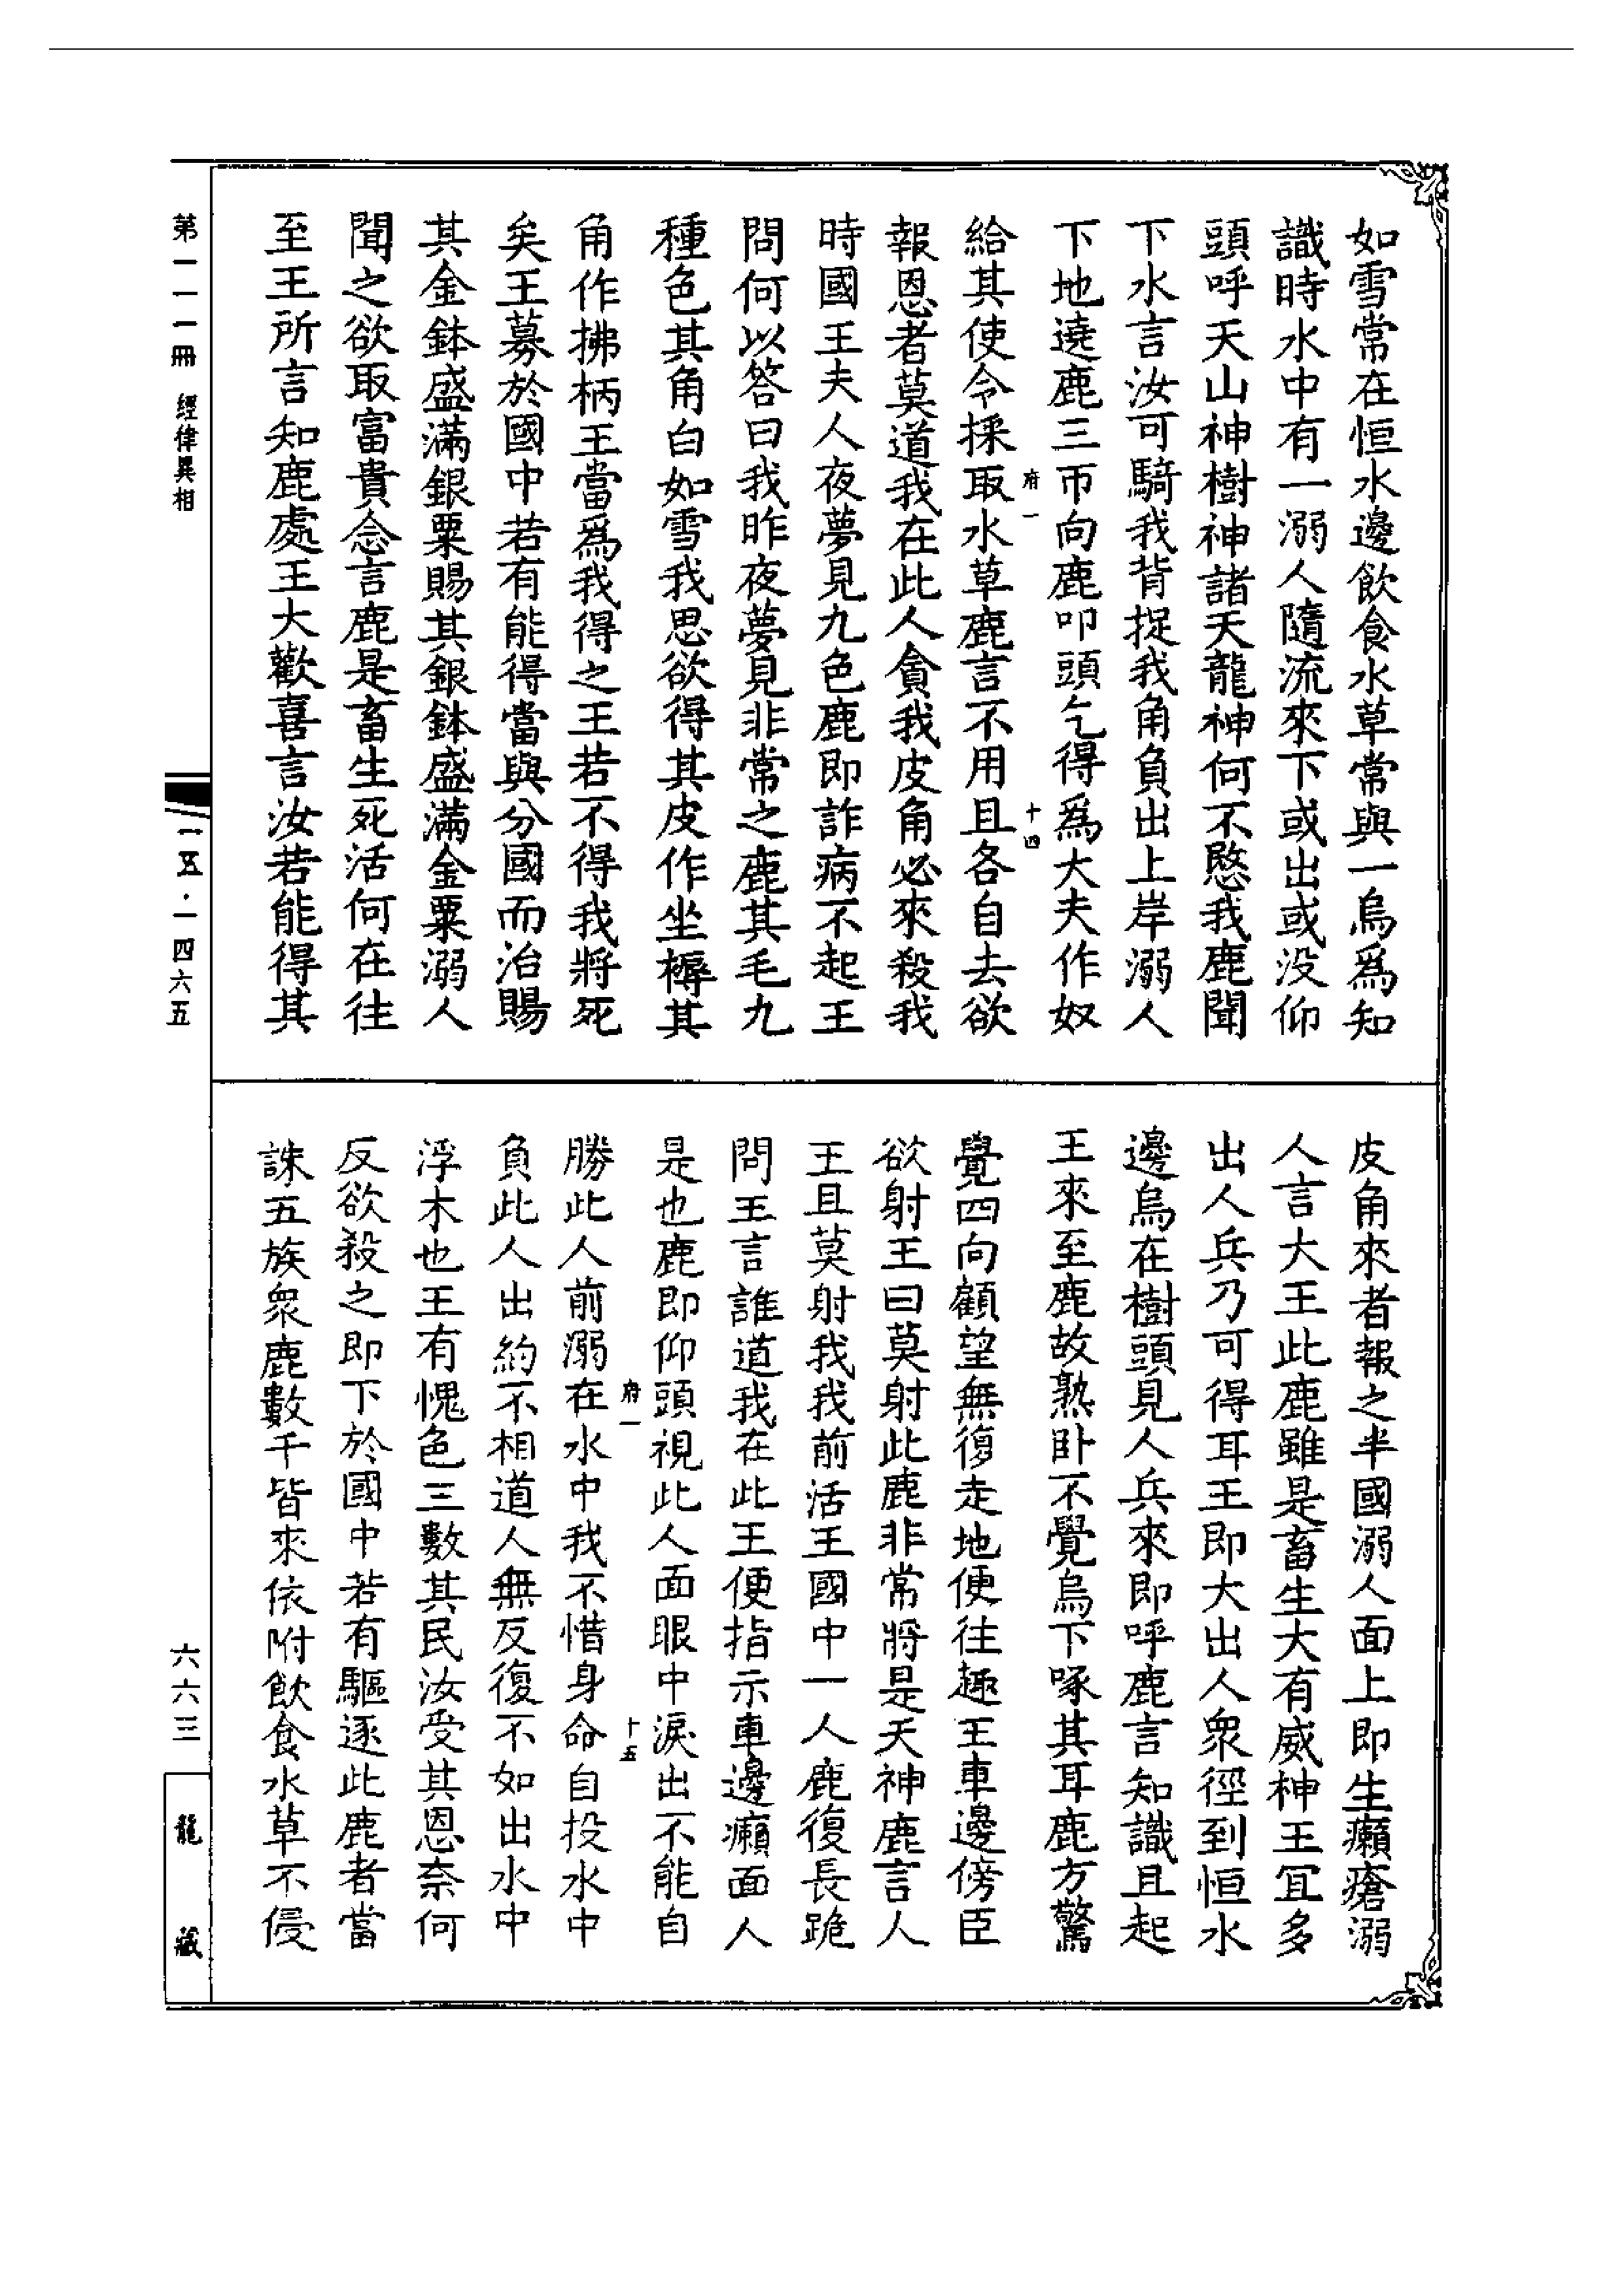 如雪常在恒水邊飲食水草常與一烏爲知
識時水中有一溺人隨流來下或出或没仰
頭呼天山神樹神諸天龍神何不愍我鹿聞
下水言汝可騎我背捉我角負出上岸溺人
下地遶鹿三帀向鹿叩頭乞得爲大夫作奴
府一
十四
給其使令採取水草鹿言不用且各自去欲
報恩者莫道我在此人貪我皮角必來殺我
時國王夫人夜夢見九色鹿即詐病不起王
問何以答曰我昨夜夢見非常之鹿其毛九
種色其角白如雪我思欲得其皮作坐褥其
角作拂柄王當爲我得之王若不得我將死
矣王募於國中若有能得當與分國而治賜
其金鉢盛滿銀粟賜其銀鉢盛滿金粟溺人
聞之欲取富貴念言鹿是畜生死活何在往
至王所言知鹿處王大歡喜言汝若能得其
皮角來者報之半國溺人面上即生癩瘡溺
人言大王此鹿雖是畜生大有威神王宜多
出人兵乃可得耳王即大出人衆徑到恒水
邊烏在樹頭見人兵來即呼鹿言知識且起
王來至鹿故熟卧不覺烏下啄其耳鹿方驚
覺四向顧望無復走地便往趣王車邊傍臣
欲射王曰莫射此鹿非常將是天神鹿言人
王且莫射我我前活王國中一人鹿復長跪
問王言誰道我在此王便指示車邊癩面人
是也鹿即仰頭視此人面眼中淚出不能自
府一
十五
勝此人前溺在水中我不惜身命自投水中
負此人出約不相道人無反復不如出水中
浮木也王有愧色三數其民汝受其恩奈何
反欲殺之即下於國中若有驅逐此鹿者當
誅五族衆鹿數千皆來依附飲食水草不侵
第一一一冊 經律異相
一五·一四六五
六六三
龍藏